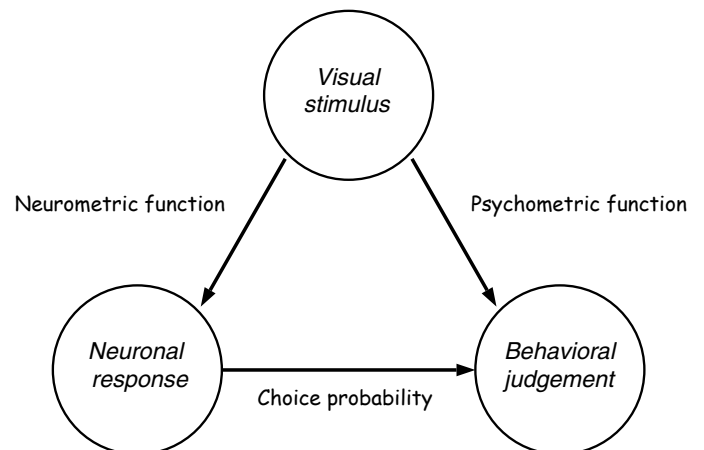 Visual
stimulus
Neurometric function
Psychometric function
Neuronal
response
Behavioral
judgement
Choice probability